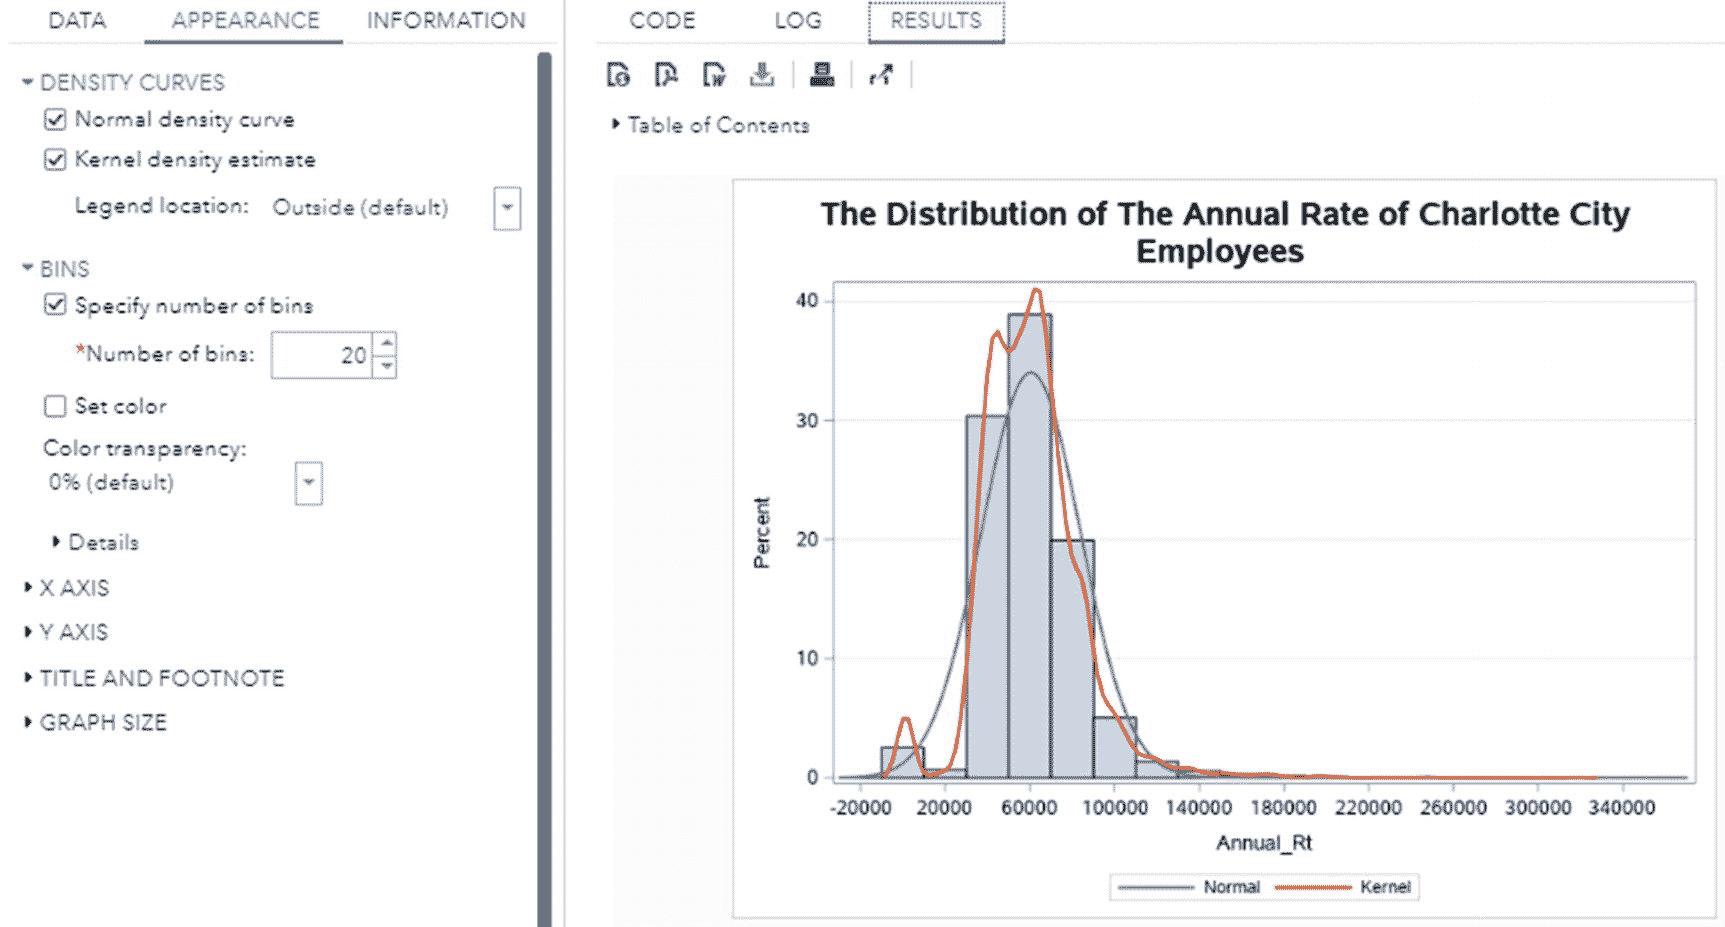 DATA APPEARANCE INFORMATION
DENSITY CURVES
Normal density curve
Kernel density estimate
Legend location: Outside (default)
BINS
Specify number of bins
*Number of bins: 20
Set color
Color transparency:
0% (default)
Details
X AXIS
Y AXIS
TITLE AND FOOTNOTE
GRAPH SIZE
CODE LOG RESULTS
Table of Contents
The Distribution of The Annual Rate of Charlotte City
Employees
Percent
40
30
20
10
0
-20000 20000 60000 100000 140000 180000 220000 260000 300000 340000
Annual_Rt
Normal Kernel